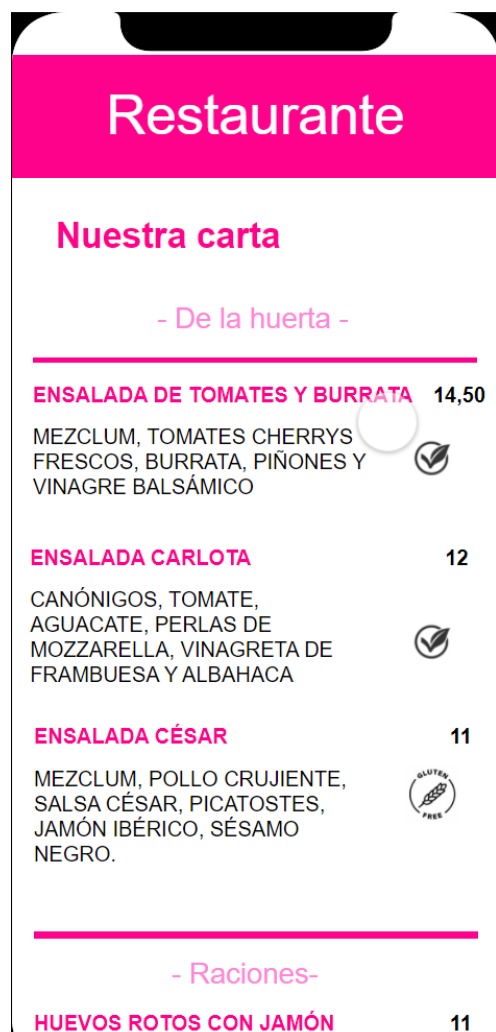 Restaurante
Nuestra carta
- De la huerta -
ENSALADA DE TOMATES Y BURRATA 14,50
MEZCLUM, TOMATES CHERRYS
FRESCOS, BURRATA, PIÑONES Y
VINAGRE BALSÁMICO
ENSALADA CARLOTA 12
CANÓNIGOS, TOMATE,
AGUACATE, PERLAS DE
MOZZARELLA, VINAGRETA DE
FRAMBUESA Y ALBAHACA
ENSALADA CÉSAR 11
MEZCLUM, POLLO CRUJIENTE,
SALSA CÉSAR, PICATOSTES,
JAMÓN IBÉRICO, SÉSAMO
NEGRO.
GLUTEN
FREE
- Raciones-
HUEVOS ROTOS CON JAMÓN 11